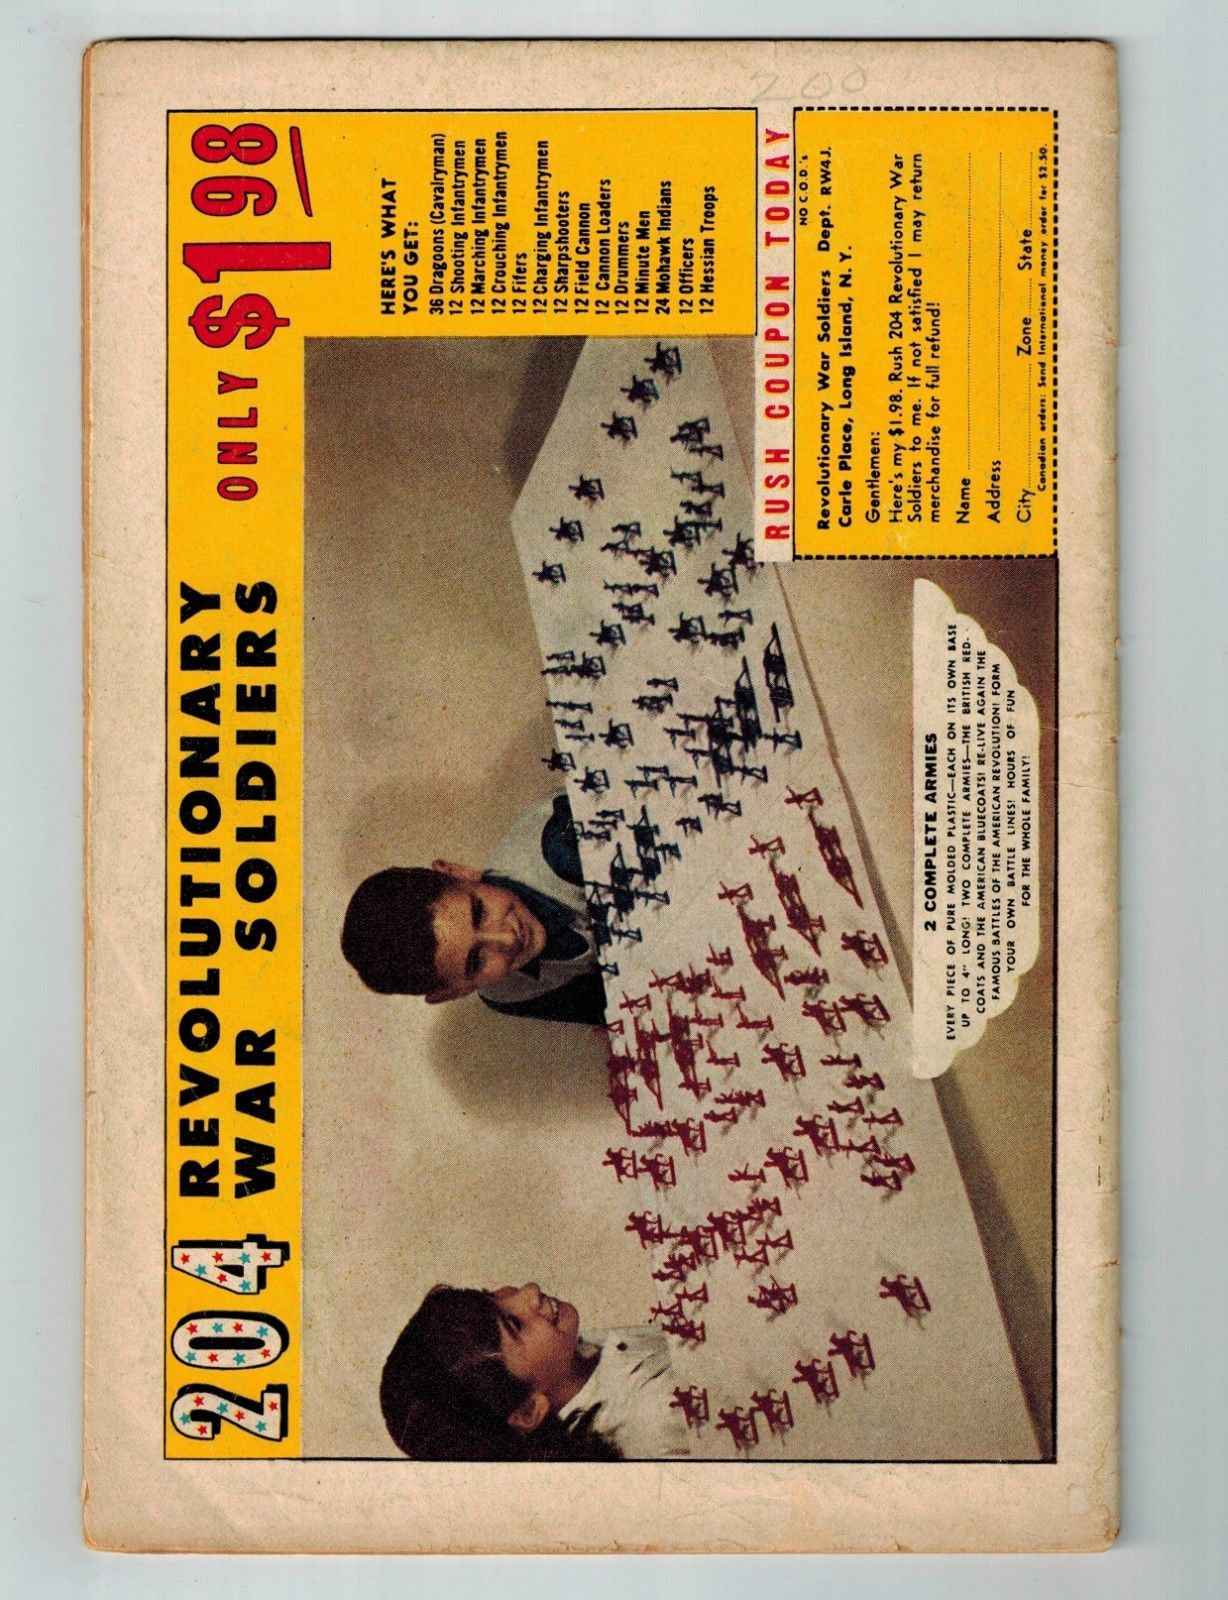 200
204 REVOLUTIONARY
WAR SOLDIERS ONLY $1 98
HERE'S WHAT
YOU GET:
36 Dragoons (Cavalryman)
12 Shooting Infantrymen
12 Marching Infantrymen
12 Crouching Infantrymen
12 Fifers
12 Charging Infantrymen
12 Sharpshooters
12 Field Cannon
12 Cannon Loaders
12 Drummers
12 Minute Men
24 Mohawk Indians
12 Officers
12 Hessian Troops
2 COMPLETE ARMIES
EVERY PIECE OF PURE MOLDED PLASTIC—EACH ON ITS OWN BASE
UP TO 4" LONG! TWO COMPLETE ARMIES—THE BRITISH RED-
COATS AND THE AMERICAN BLUECOATS! RE-LIVE AGAIN THE
FAMOUS BATTLES OF THE AMERICAN REVOLUTION! FORM
YOUR OWN BATTLE LINES! HOURS OF FUN
FOR THE WHOLE FAMILY!
RUSH COUPON TODAY
NO C.O.D.'s
Revolutionary War Soldiers Dept. RW4J.
Carle Place, Long Island, N. Y.
Gentlemen:
Here's my $1.98. Rush 204 Revolutionary War
Soldiers to me. If not satisfied I may return
merchandise for full refund!
Name
Address
City Zone State
Canadian orders: Send International money order for $2.50.